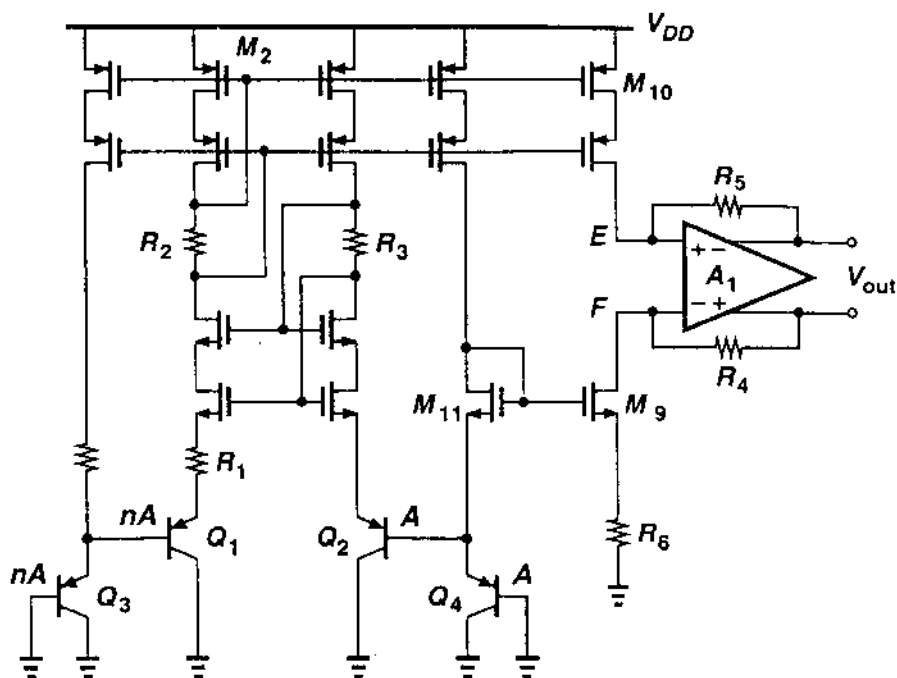 V_DD
M_2
M_10
R_5
R_2
R_3
E
+ −
A_1
V_out
F
− +
R_4
M_11
M_9
R_1
nA
Q_1
Q_2
A
R_6
nA
Q_3
Q_4
A